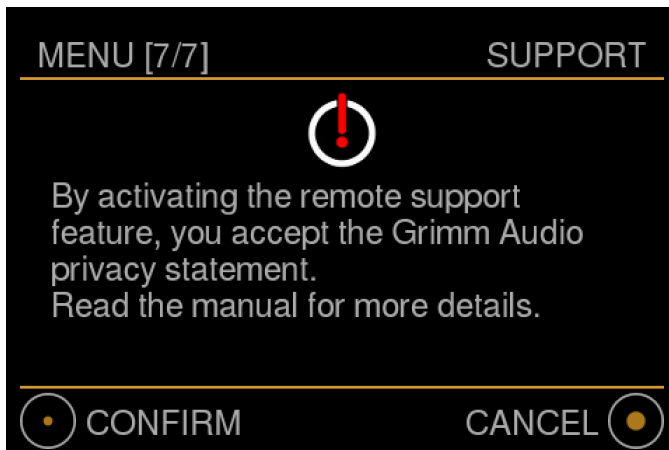 MENU [7/7] SUPPORT
By activating the remote support
feature, you accept the Grimm Audio
privacy statement.
Read the manual for more details.
CONFIRM CANCEL